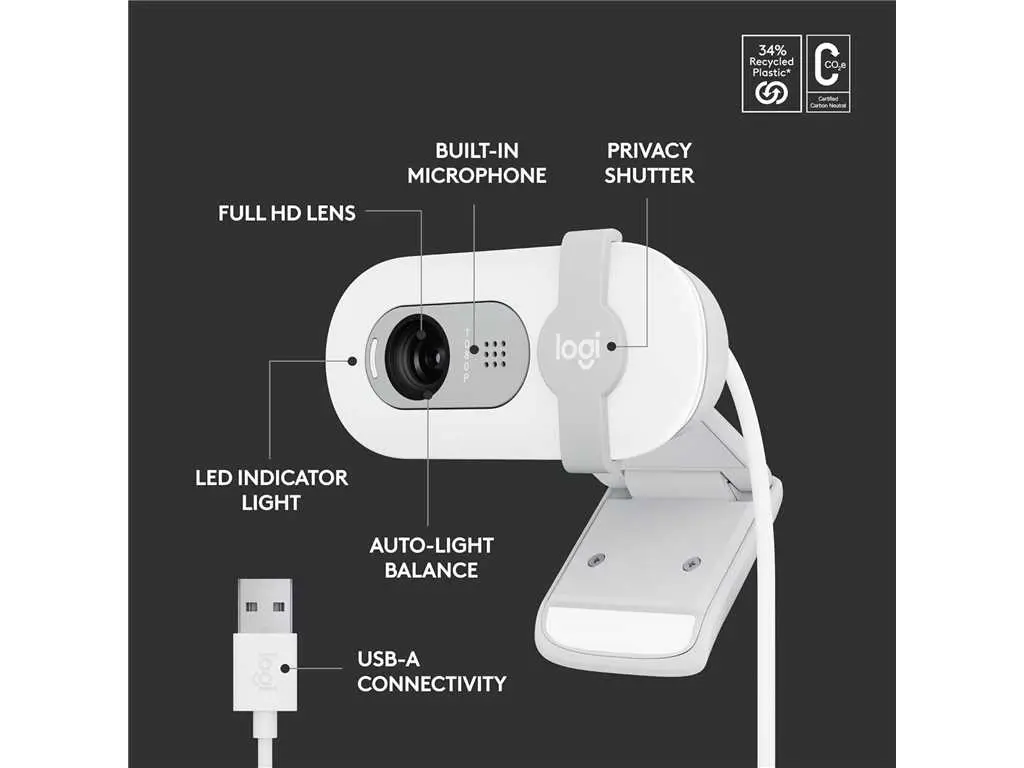 34%
Recycled
Plastic*
CO₂e
Certified
Carbon Neutral
BUILT-IN
MICROPHONE
PRIVACY
SHUTTER
FULL HD LENS
1080P
logi
LED INDICATOR
LIGHT
AUTO-LIGHT
BALANCE
logi
USB-A
CONNECTIVITY